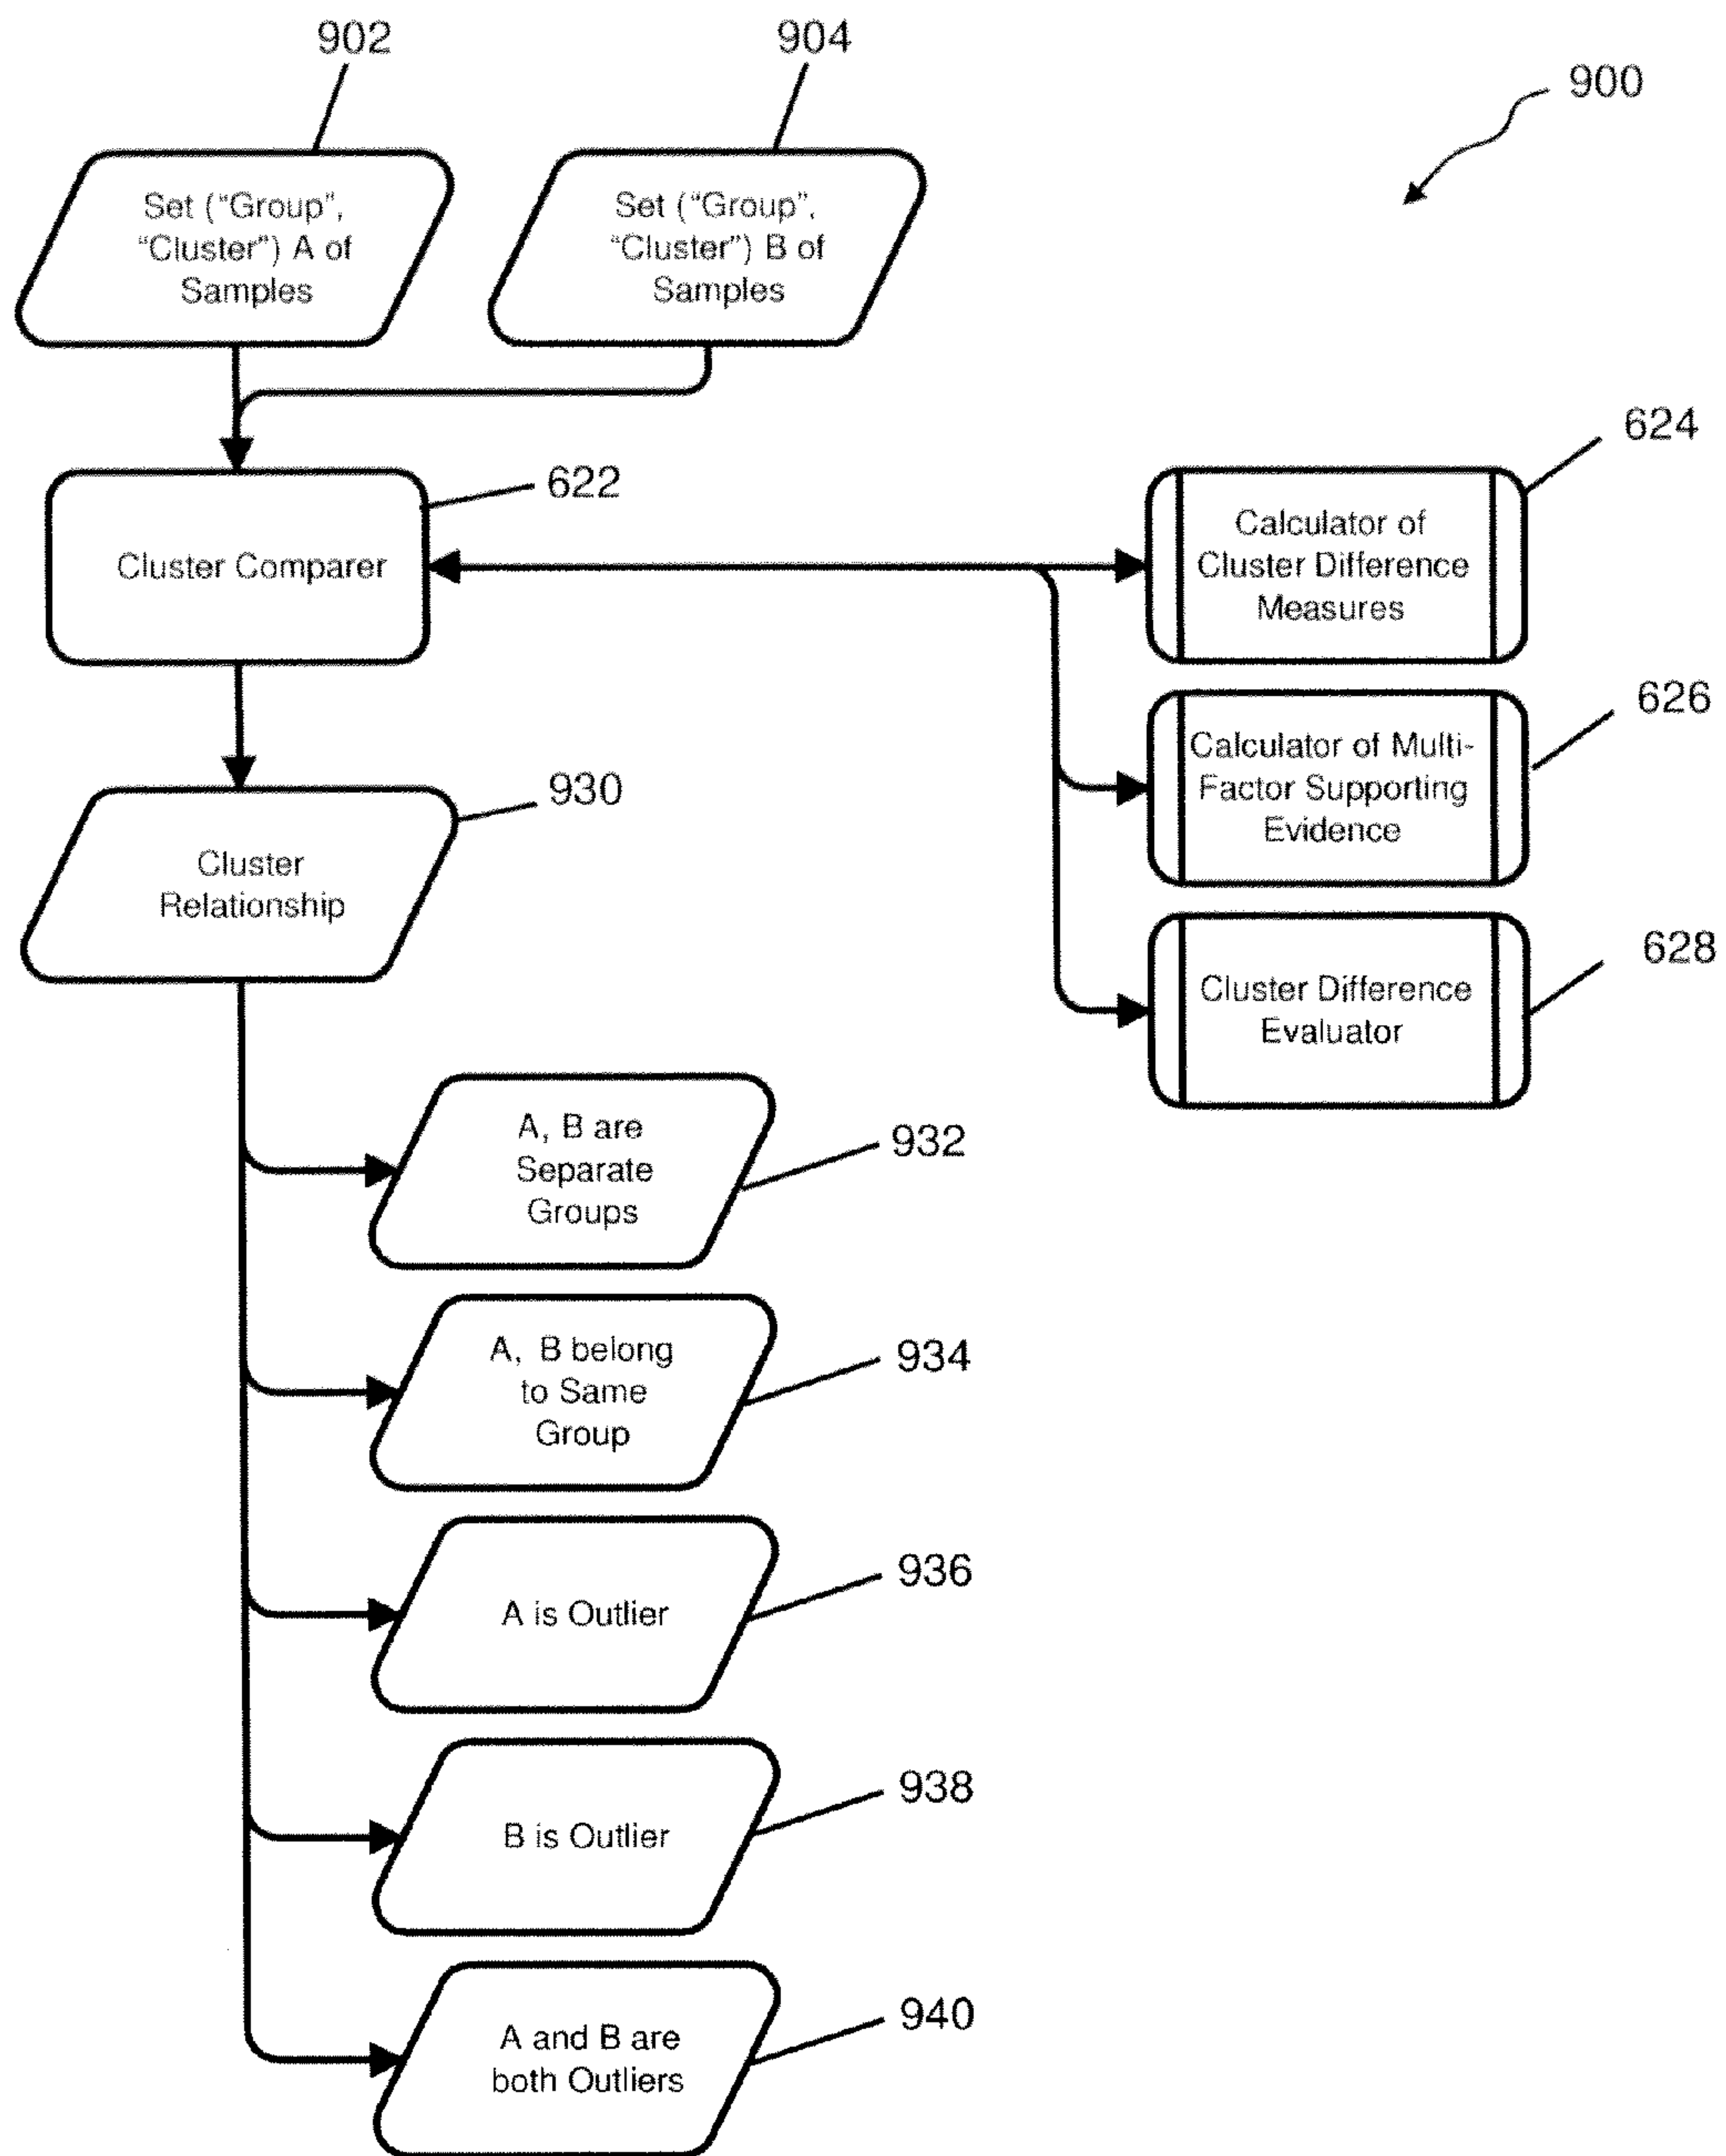 902
904
900
Set ("Group",
"Cluster") A of
Samples
Set ("Group",
"Cluster") B of
Samples
624
622
Cluster Comparer
Calculator of
Cluster Difference
Measures
626
Calculator of Multi-
Factor Supporting
Evidence
930
Cluster
Relationship
628
Cluster Difference
Evaluator
A, B are
Separate
Groups
932
A, B belong
to Same
Group
934
A is Outlier
936
B is Outlier
938
A and B are
both Outliers
940